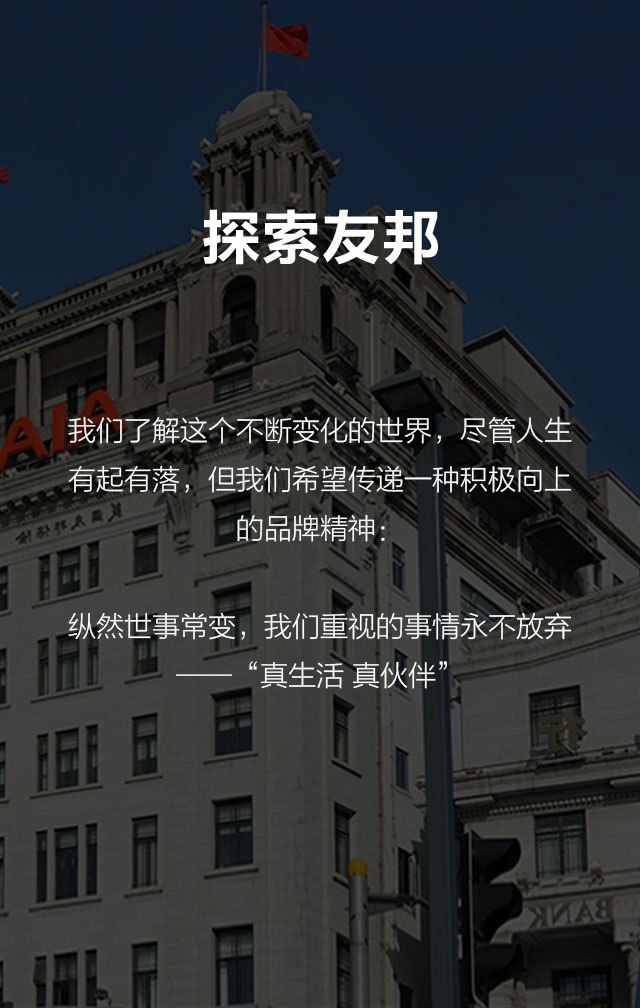 探索友邦
我们了解这个不断变化的世界，尽管人生
有起有落，但我们希望传递一种积极向上
的品牌精神：
纵然世事常变，我们重视的事情永不放弃
——“真生活 真伙伴”
AIA
行
BANK